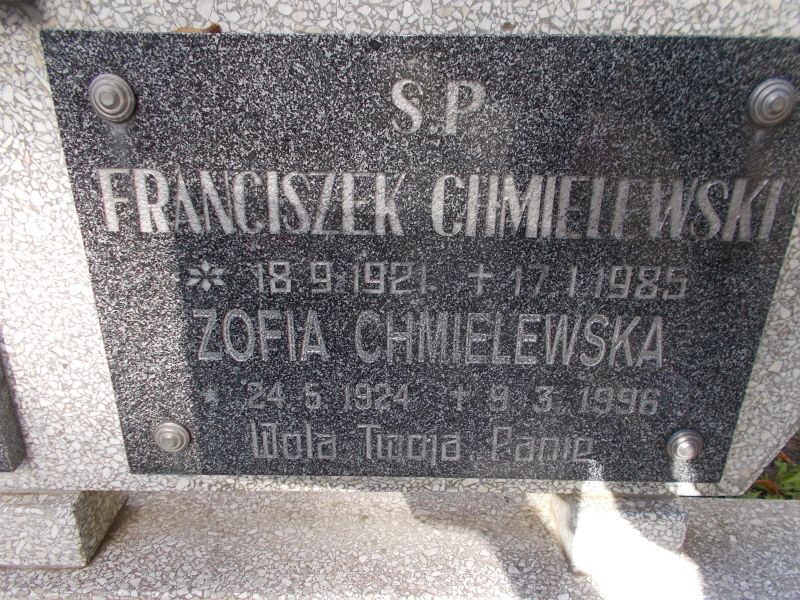 S.P
FRANCISZEK CHMIELEWSKI
* 18.9.1921. + 17.1.1985
ZOFIA CHMIELEWSKA
* 24.5 1924 + 9.3.1996
Wola Twoja Panie